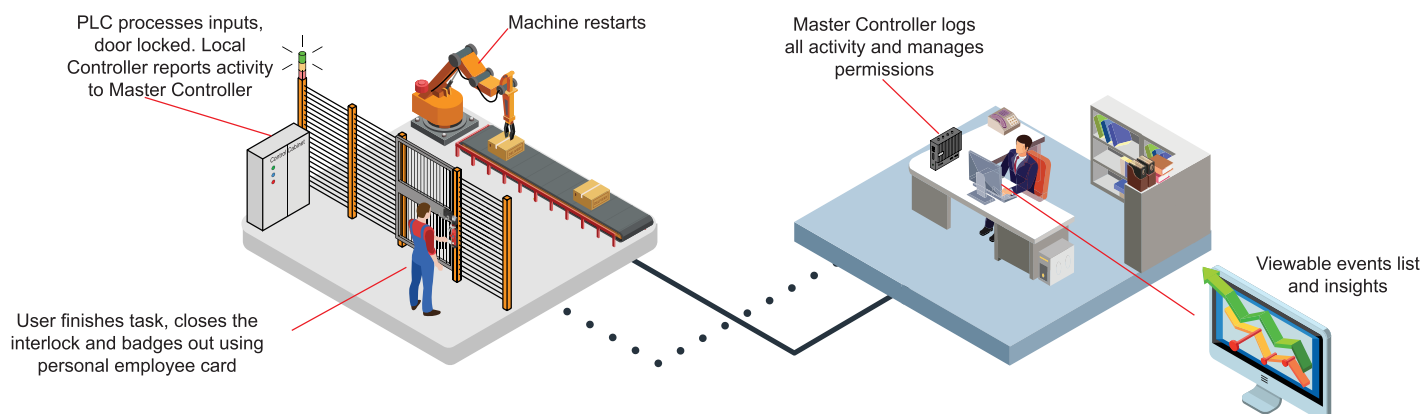 PLC processes inputs,
door locked. Local
Controller reports activity
to Master Controller
Machine restarts
Master Controller logs
all activity and manages
permissions
Control Cabinet
User finishes task, closes the
interlock and badges out using
personal employee card
Viewable events list
and insights